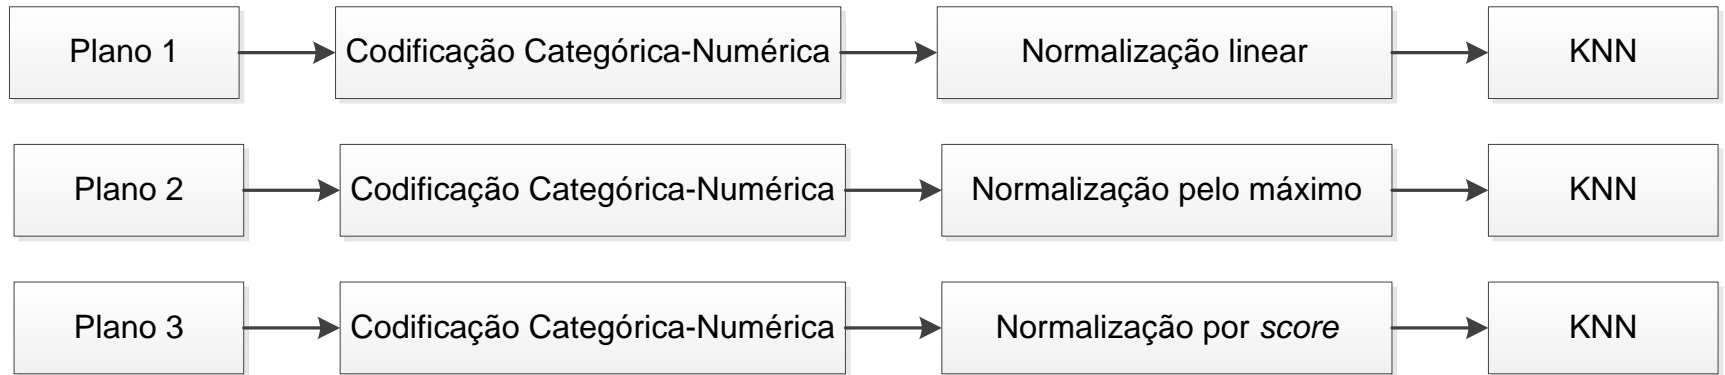 Plano 1 Codificação Categórica-Numérica Normalização linear KNN
Plano 2 Codificação Categórica-Numérica Normalização pelo máximo KNN
Plano 3 Codificação Categórica-Numérica Normalização por score KNN